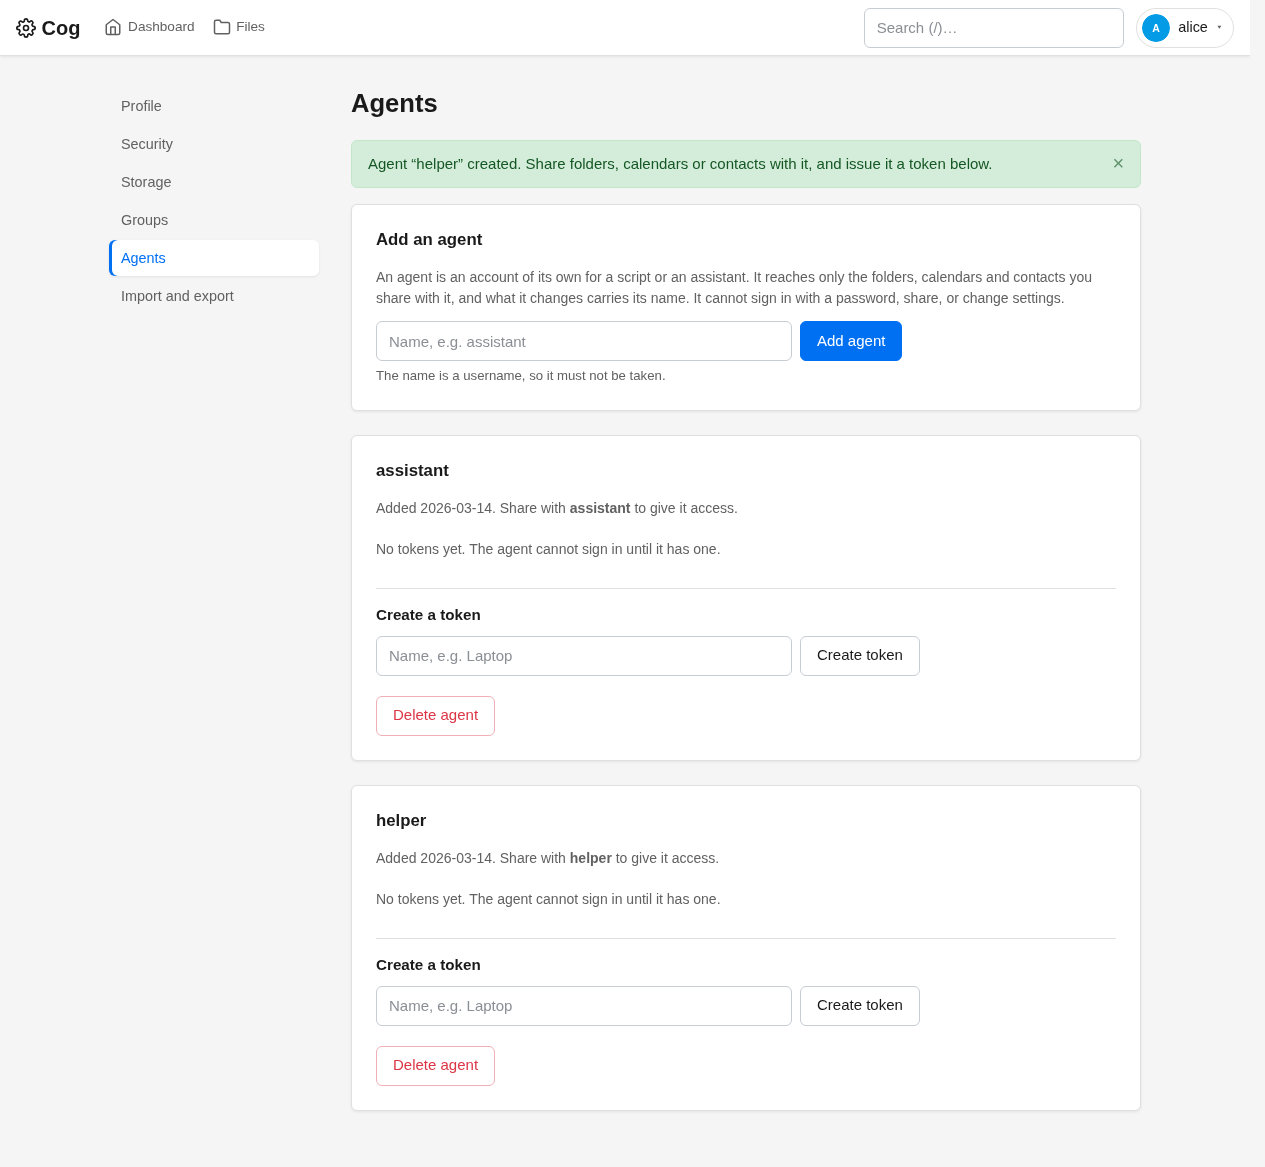 Cog
Dashboard
Files
Search (/)…
A
alice
Profile
Security
Storage
Groups
Agents
Import and export
Agents
Agent “helper” created. Share folders, calendars or contacts with it, and issue it a token below.
×
Add an agent
An agent is an account of its own for a script or an assistant. It reaches only the folders, calendars and contacts you
share with it, and what it changes carries its name. It cannot sign in with a password, share, or change settings.
Name, e.g. assistant
Add agent
The name is a username, so it must not be taken.
assistant
Added 2026-03-14. Share with assistant to give it access.
No tokens yet. The agent cannot sign in until it has one.
Create a token
Name, e.g. Laptop
Create token
Delete agent
helper
Added 2026-03-14. Share with helper to give it access.
No tokens yet. The agent cannot sign in until it has one.
Create a token
Name, e.g. Laptop
Create token
Delete agent